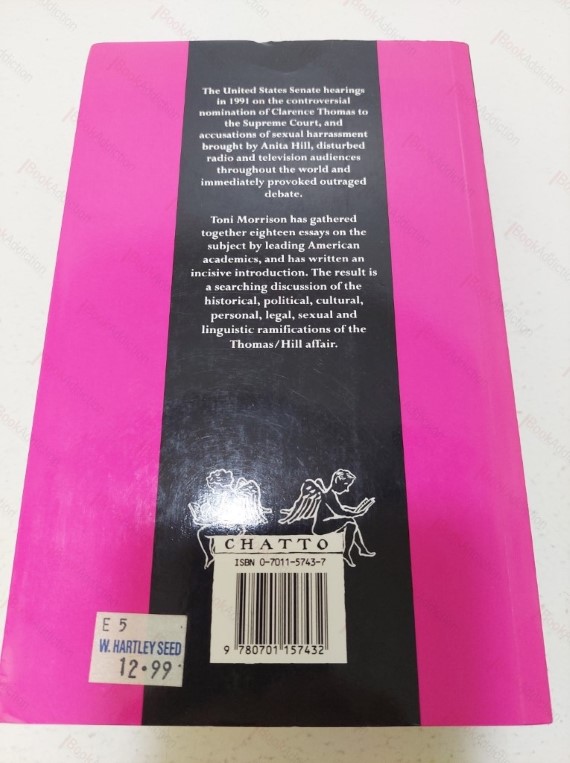 The United States Senate hearings
in 1991 on the controversial
nomination of Clarence Thomas to
the Supreme Court, and
accusations of sexual harrassment
brought by Anita Hill, disturbed
radio and television audiences
throughout the world and
immediately provoked outraged
debate.
Toni Morrison has gathered
together eighteen essays on the
subject by leading American
academics, and has written an
incisive introduction. The result is
a searching discussion of the
historical, political, cultural,
personal, legal, sexual and
linguistic ramifications of the
Thomas/Hill affair.
CHATTO
ISBN 0-7011-5743-7
9 780701 157432
E 5
W. HARTLEY SEED
12·99
BookAddiction